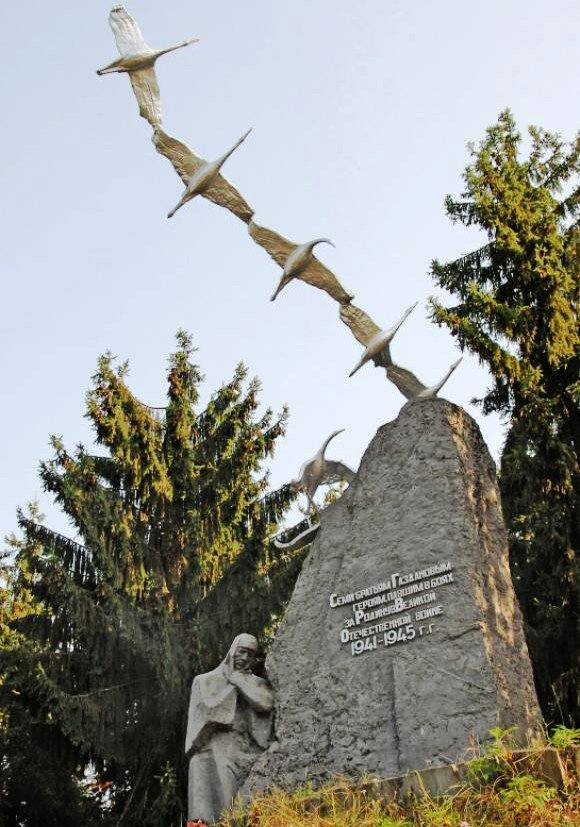 Семи братьям Газдановым
героям, павшим в боях
за Родину в Великой
Отечественной войне
1941-1945 г г.